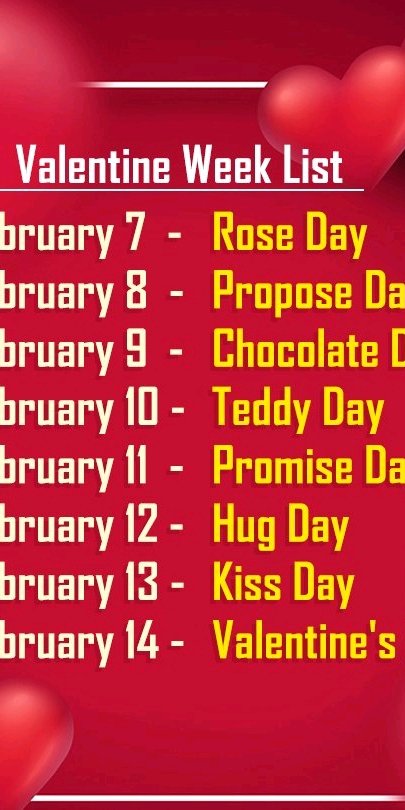 Valentine Week List
bruary 7 - Rose Day
bruary 8 - Propose Da
bruary 9 - Chocolate D
bruary 10 - Teddy Day
bruary 11 - Promise Da
bruary 12 - Hug Day
bruary 13 - Kiss Day
bruary 14 - Valentine's